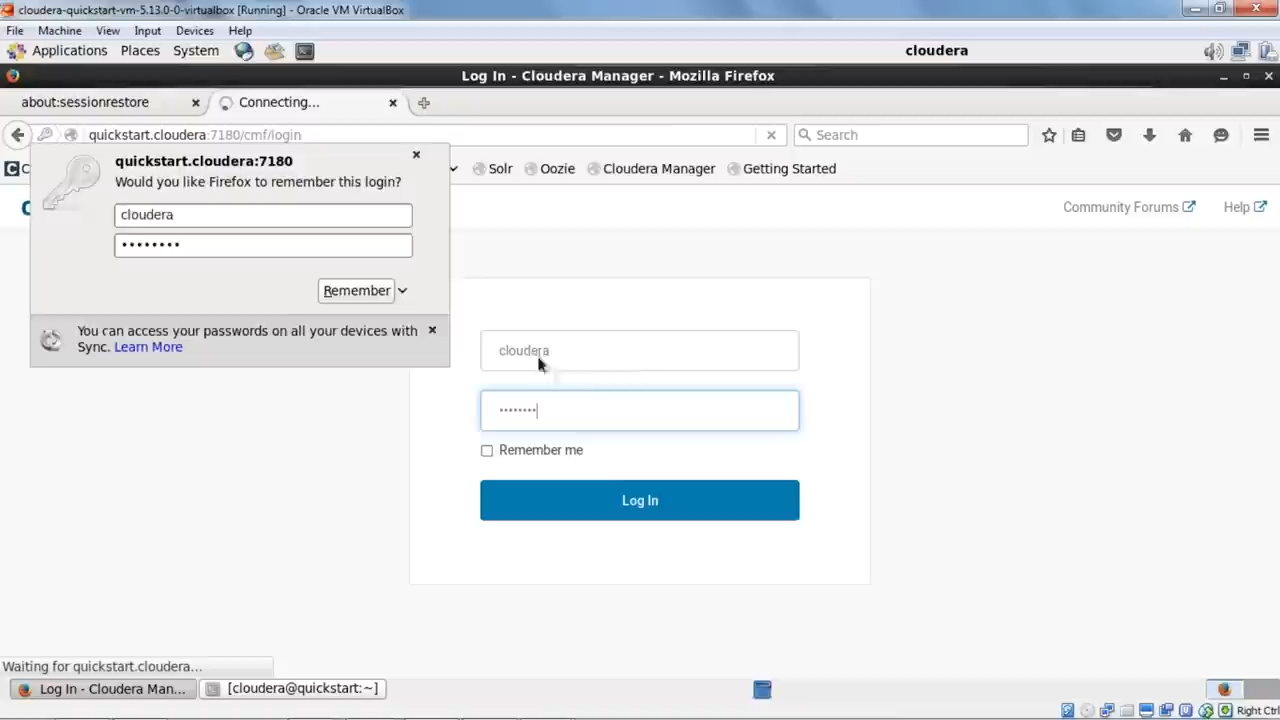 cloudera-quickstart-vm-5.13.0-0-virtualbox [Running] - Oracle VM VirtualBox
File Machine View Input Devices Help
Applications Places System cloudera
Log In - Cloudera Manager - Mozilla Firefox
about:sessionrestore Connecting...
quickstart.cloudera:7180/cmf/login Search
Solr Oozie Cloudera Manager Getting Started
quickstart.cloudera:7180
Would you like Firefox to remember this login?
cloudera
••••••••
Remember
You can access your passwords on all your devices with
Sync. Learn More
Community Forums Help
cloudera
••••••••
Remember me
Log In
Waiting for quickstart.cloudera...
Log In - Cloudera Man... [cloudera@quickstart:~]
Right Ctrl